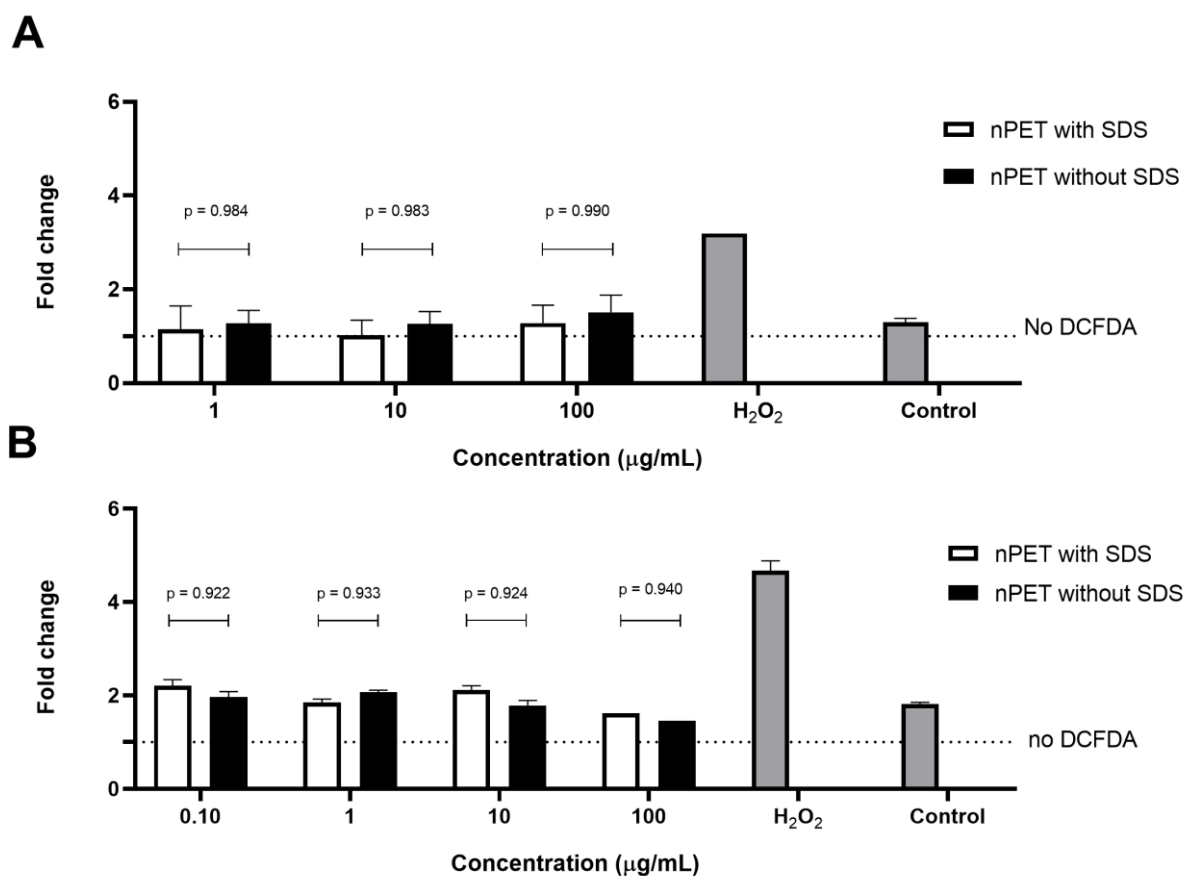 A
6
4
2
0
Fold change
p = 0.984
p = 0.983
p = 0.990
nPET with SDS
nPET without SDS
No DCFDA
1
10
100
H₂O₂
Control
Concentration (μg/mL)
B
6
4
2
0
Fold change
p = 0.922
p = 0.933
p = 0.924
p = 0.940
nPET with SDS
nPET without SDS
no DCFDA
0.10
1
10
100
H₂O₂
Control
Concentration (μg/mL)